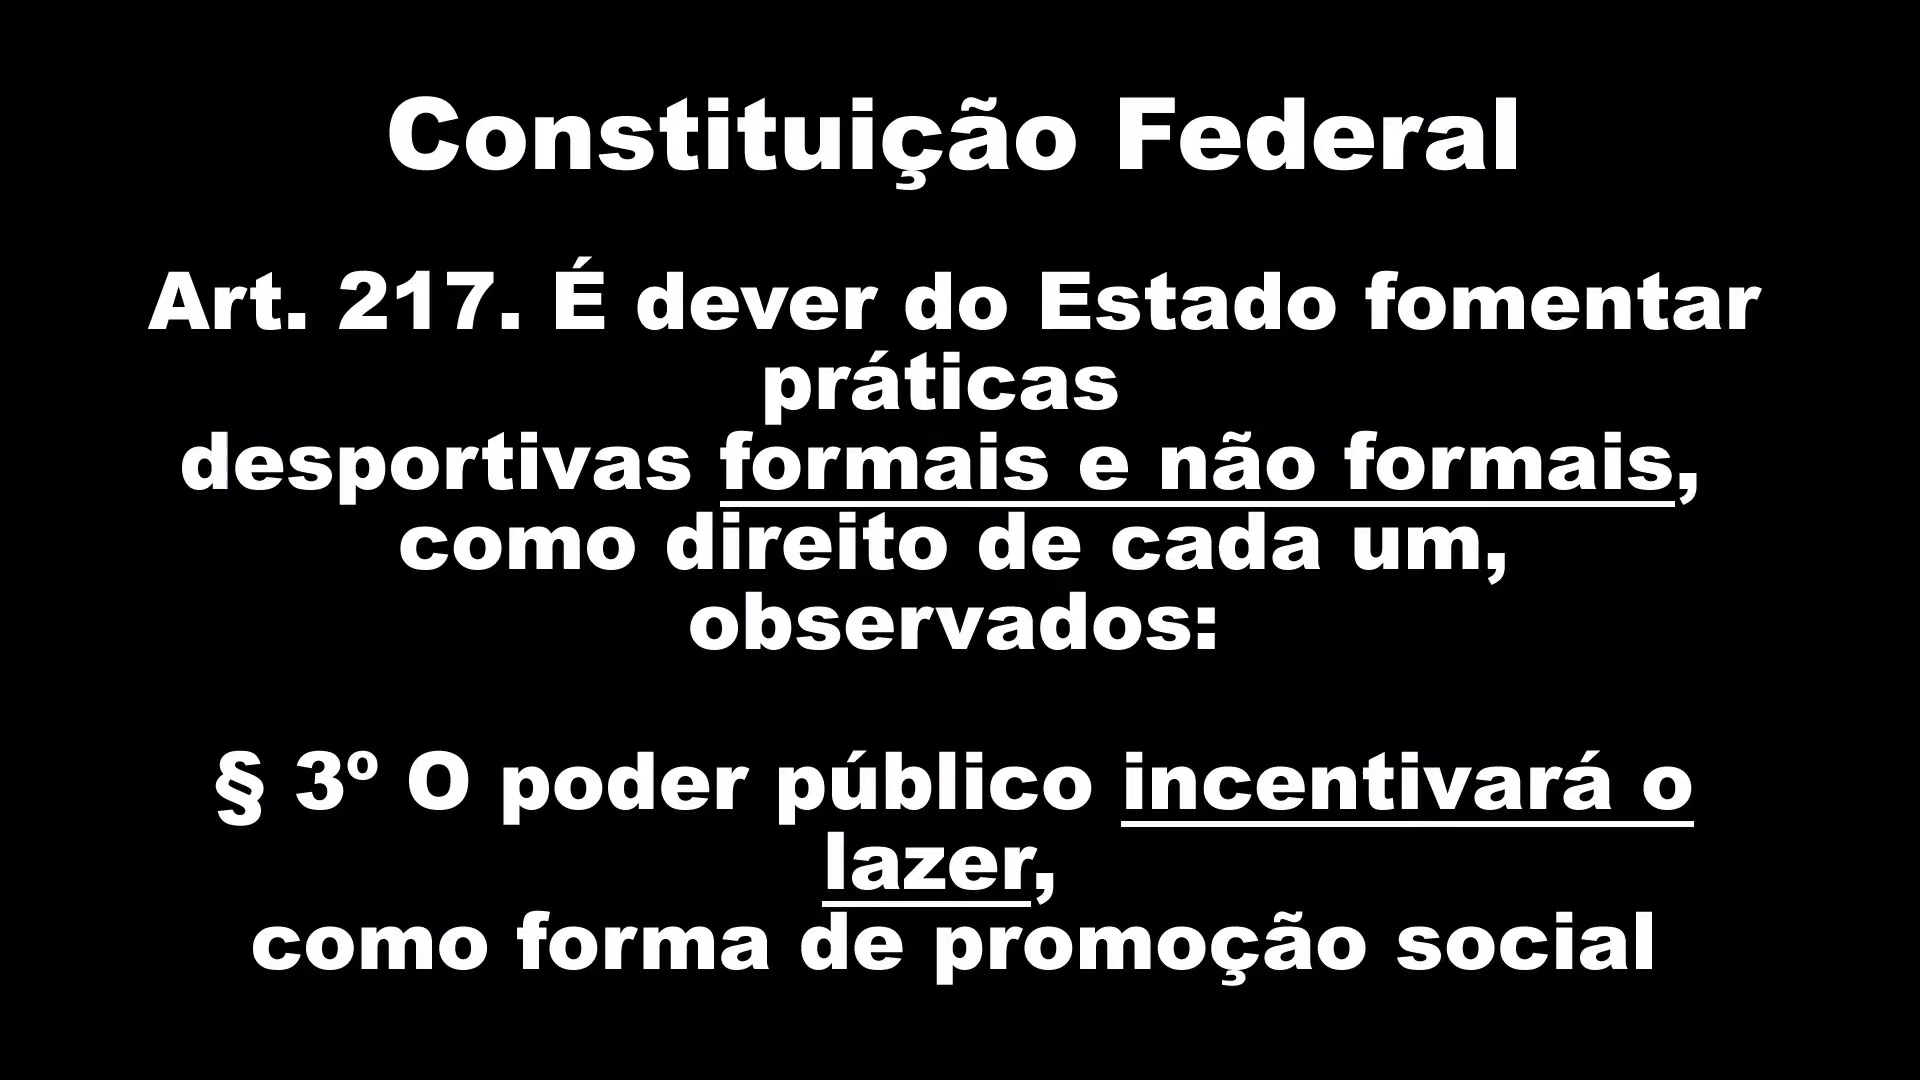 Constituição Federal
Art. 217. É dever do Estado fomentar
práticas
desportivas formais e não formais,
como direito de cada um,
observados:
§ 3º O poder público incentivará o
lazer,
como forma de promoção social